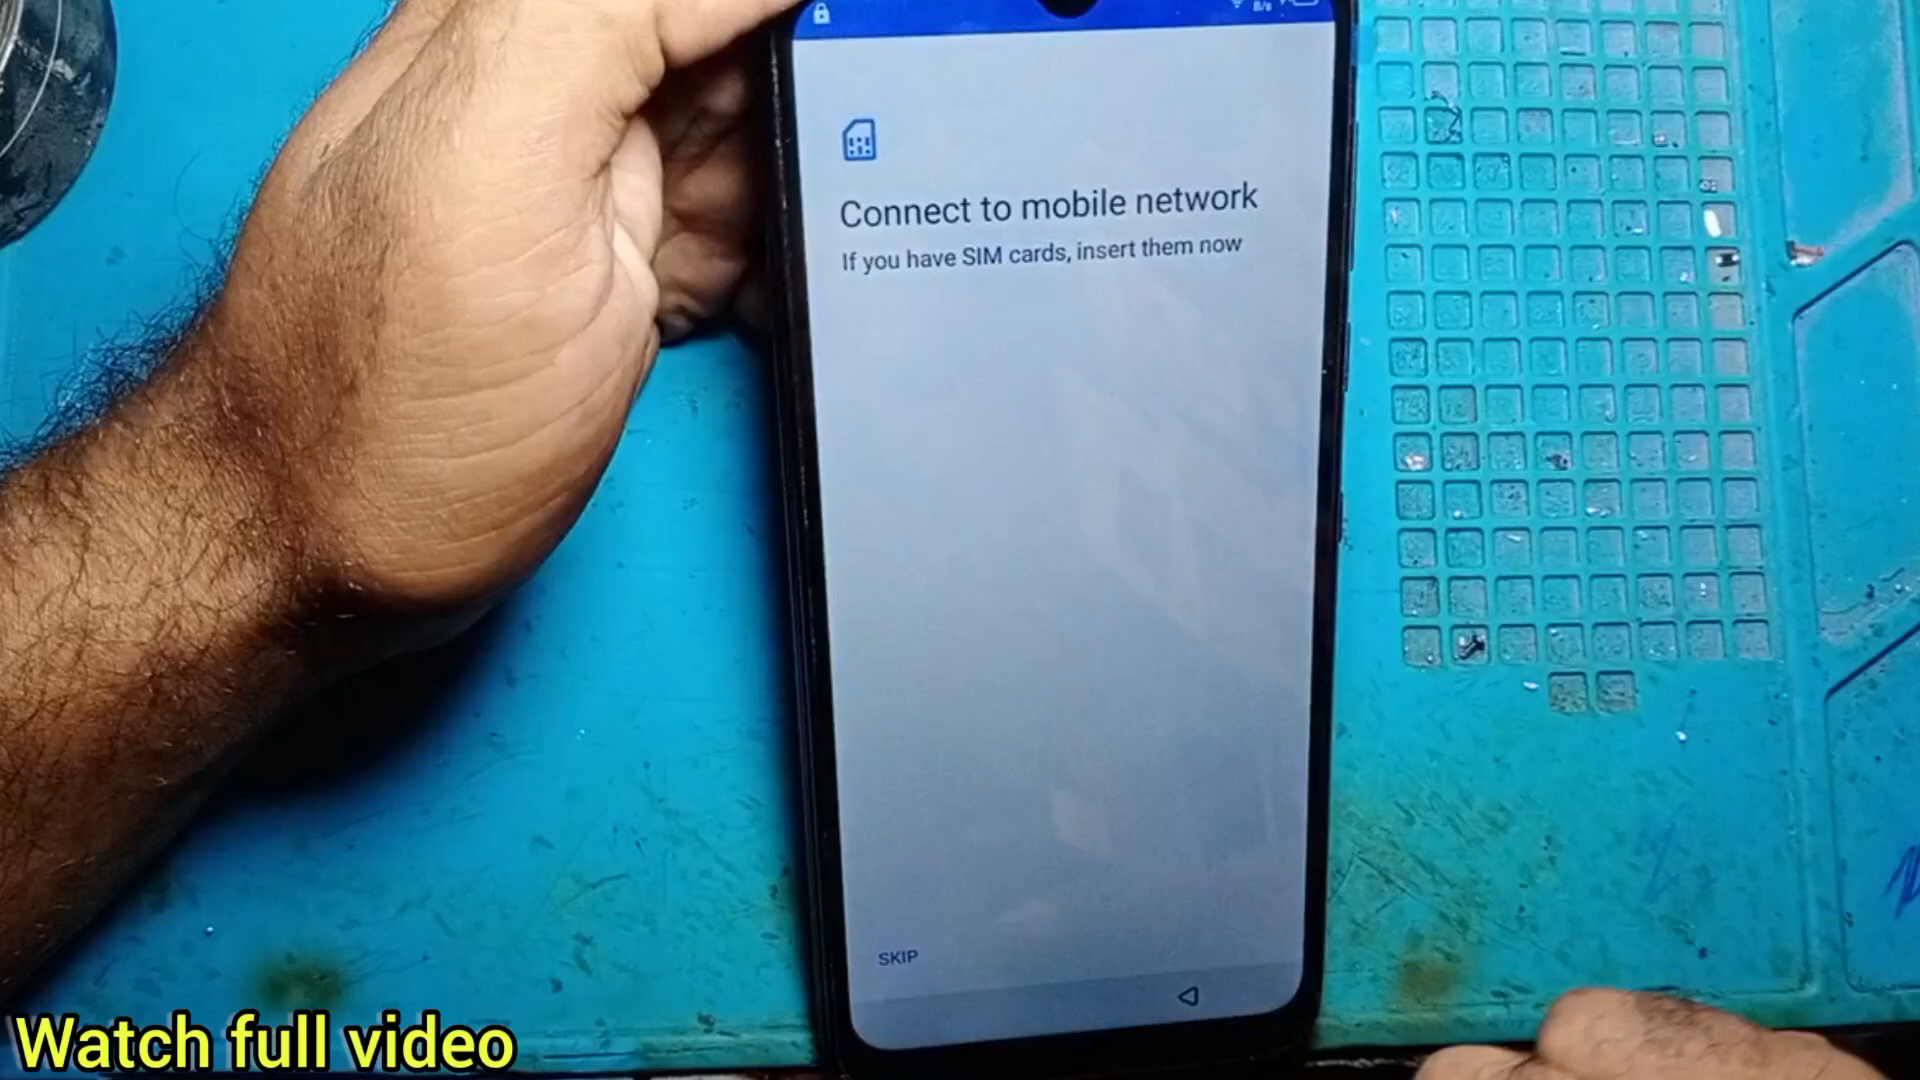 B/s
Connect to mobile network
If you have SIM cards, insert them now
SKIP
Watch full video